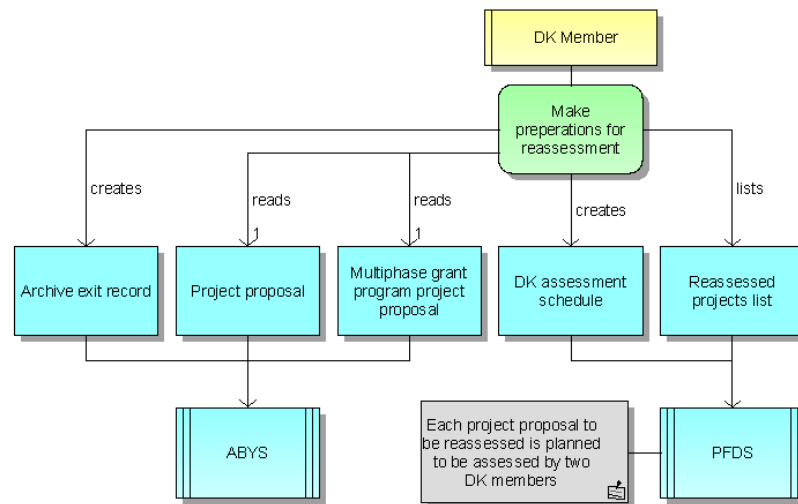 DK Member
Make
preperations for
reassessment
creates
reads
reads
creates
lists
1
1
Archive exit record
Project proposal
Multiphase grant
program project
proposal
DK assessment
schedule
Reassessed
projects list
ABYS
Each project proposal to
be reassessed is planned
to be assessed by two
DK members
PFDS